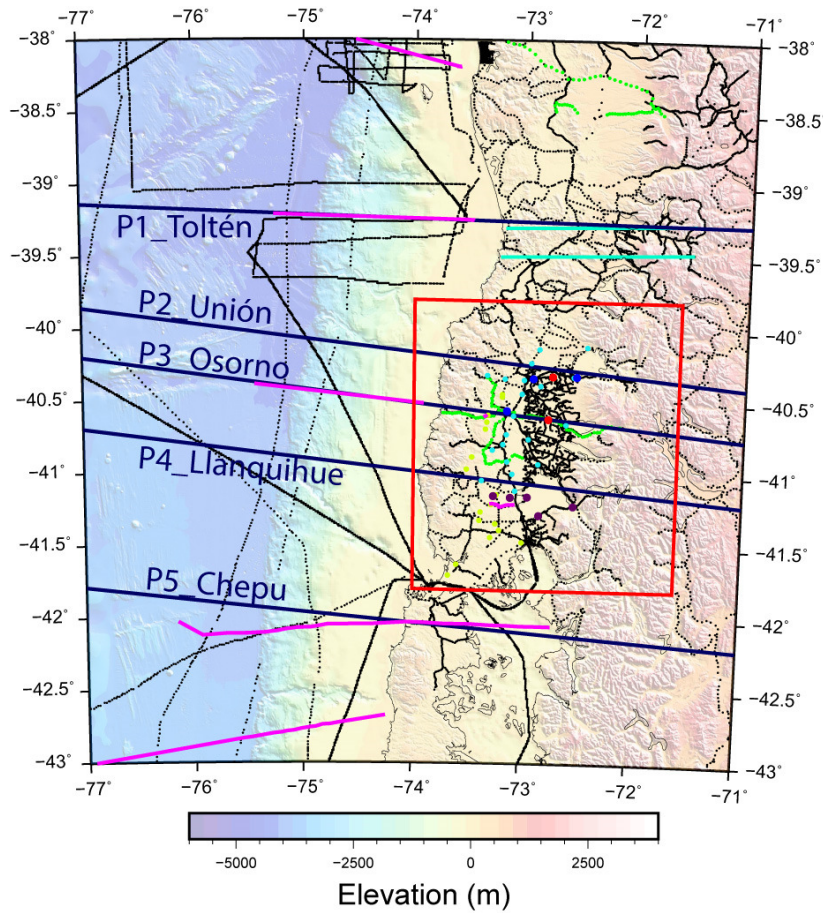 −77° −76° −75° −74° −73° −72° −71°
−38° −38°
−38.5° −38.5°
−39° −39°
P1_Toltén
−39.5° −39.5°
P2_Unión
−40° −40°
P3_Osorno
−40.5° −40.5°
P4_Llanquihue
−41° −41°
−41.5° −41.5°
P5_Chepu
−42° −42°
−42.5° −42.5°
−43° −43°
−77° −76° −75° −74° −73° −72° −71°
−5000 −2500 0 2500
Elevation (m)